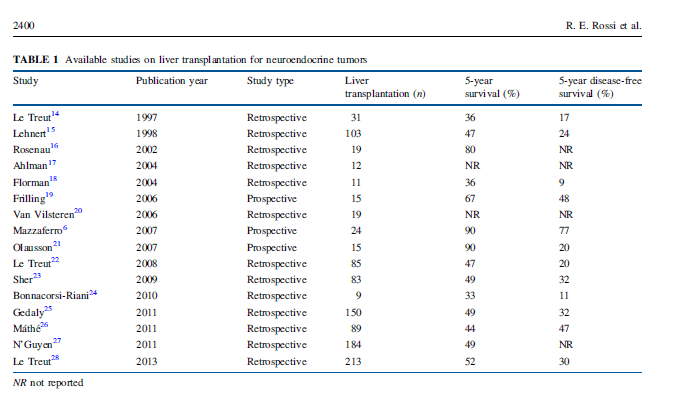 2400 R. E. Rossi et al.
TABLE 1 Available studies on liver transplantation for neuroendocrine tumors
Study Publication year Study type Liver transplantation (n) 5-year survival (%) 5-year disease-free survival (%)
Le Treut14 1997 Retrospective 31 36 17
Lehnert15 1998 Retrospective 103 47 24
Rosenau16 2002 Retrospective 19 80 NR
Ahlman17 2004 Retrospective 12 NR NR
Florman18 2004 Retrospective 11 36 9
Frilling19 2006 Prospective 15 67 48
Van Vilsteren20 2006 Retrospective 19 NR NR
Mazzaferro6 2007 Prospective 24 90 77
Olausson21 2007 Prospective 15 90 20
Le Treut22 2008 Retrospective 85 47 20
Sher23 2009 Retrospective 83 49 32
Bonnacorsi-Riani24 2010 Retrospective 9 33 11
Gedaly25 2011 Retrospective 150 49 32
Máthé26 2011 Retrospective 89 44 47
N'Guyen27 2011 Retrospective 184 49 NR
Le Treut28 2013 Retrospective 213 52 30
NR not reported